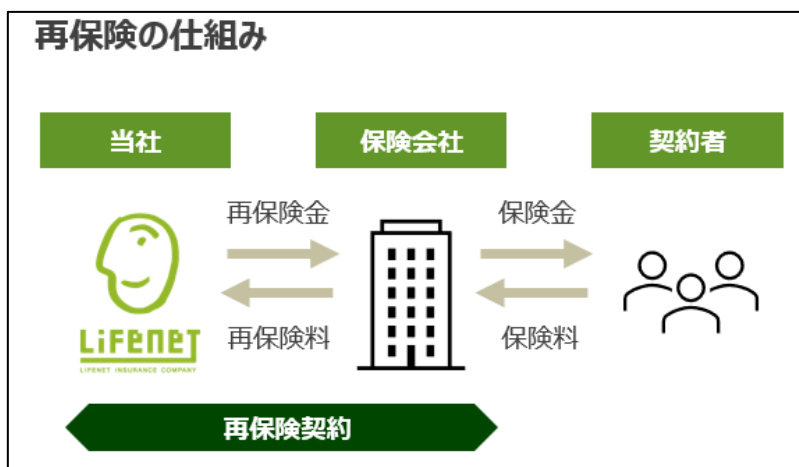 再保険の仕組み
当社
保険会社
契約者
再保険金
保険金
再保険料
保険料
LIFENET
LIFENET INSURANCE COMPANY
再保険契約